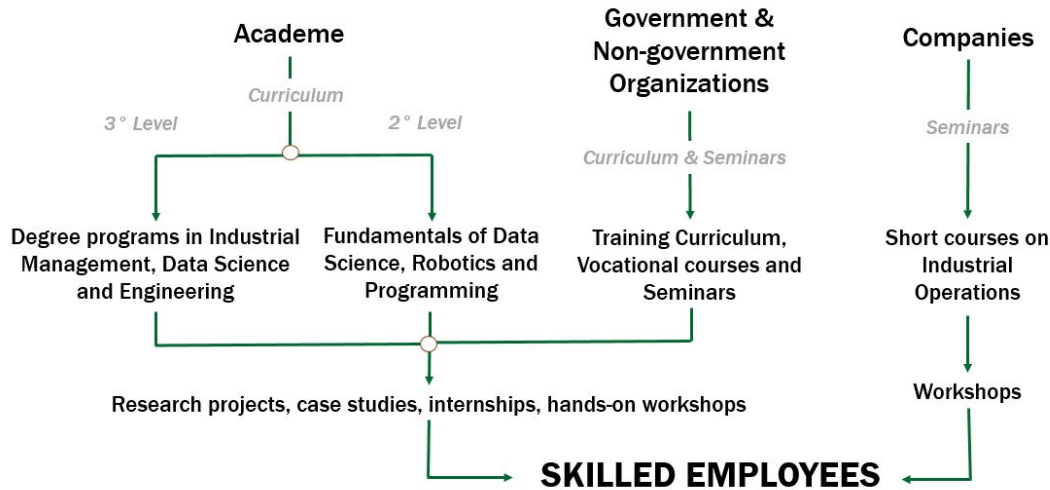 Academe
Curriculum
3° Level
2° Level
Degree programs in Industrial
Management, Data Science
and Engineering
Fundamentals of Data
Science, Robotics and
Programming
Government &
Non-government
Organizations
Curriculum & Seminars
Training Curriculum,
Vocational courses and
Seminars
Companies
Seminars
Short courses on
Industrial
Operations
Research projects, case studies, internships, hands-on workshops
Workshops
SKILLED EMPLOYEES